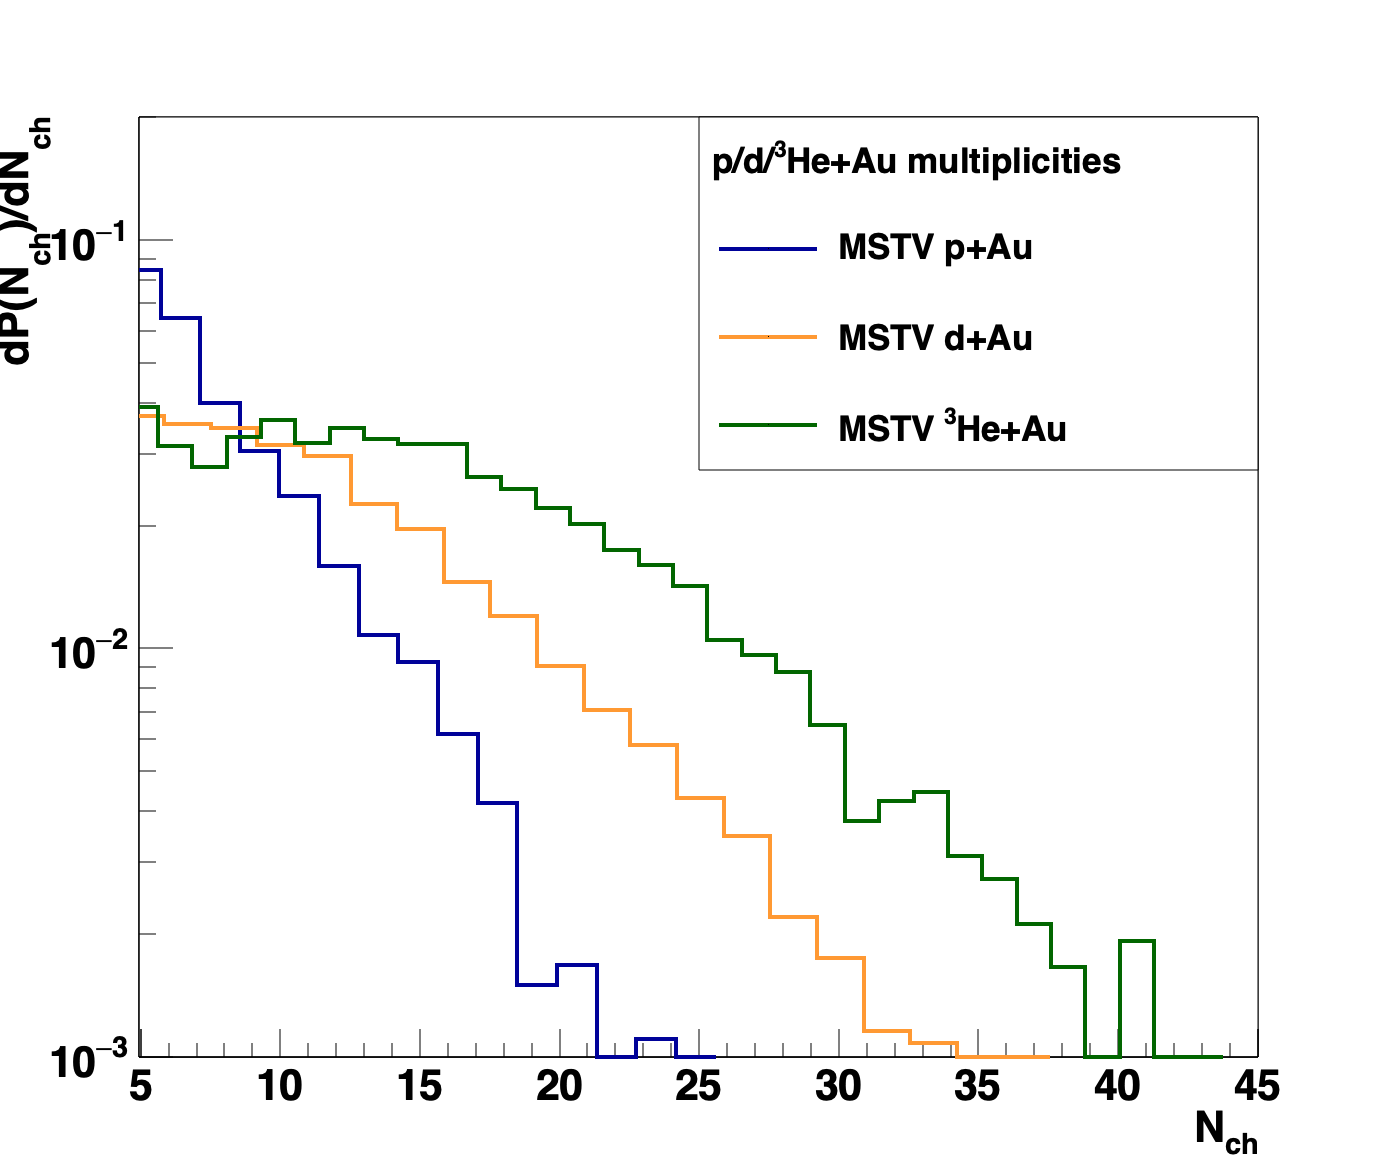 p/d/³He+Au multiplicities
MSTV p+Au
MSTV d+Au
MSTV ³He+Au
dP(N_ch)/dN_ch
10⁻¹
10⁻²
10⁻³
5 10 15 20 25 30 35 40 45
N_ch